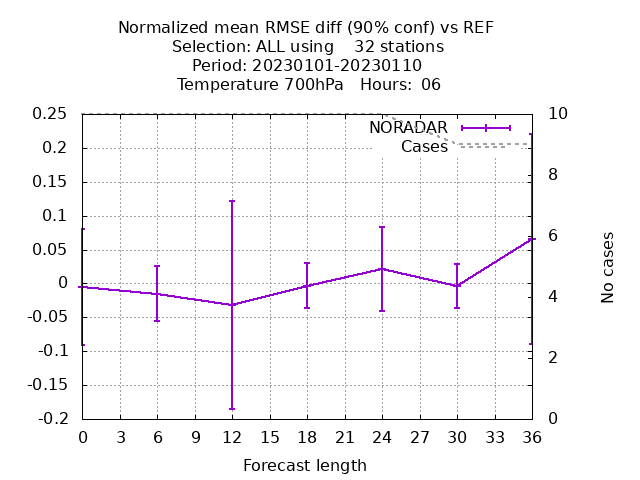 Normalized mean RMSE diff (90% conf) vs REF
Selection: ALL using    32 stations
Period: 20230101-20230110
Temperature 700hPa   Hours:  06
NORADAR
Cases
0.25
0.2
0.15
0.1
0.05
0
-0.05
-0.1
-0.15
-0.2
10
8
6
4
2
0
No cases
0 3 6 9 12 15 18 21 24 27 30 33 36
Forecast length